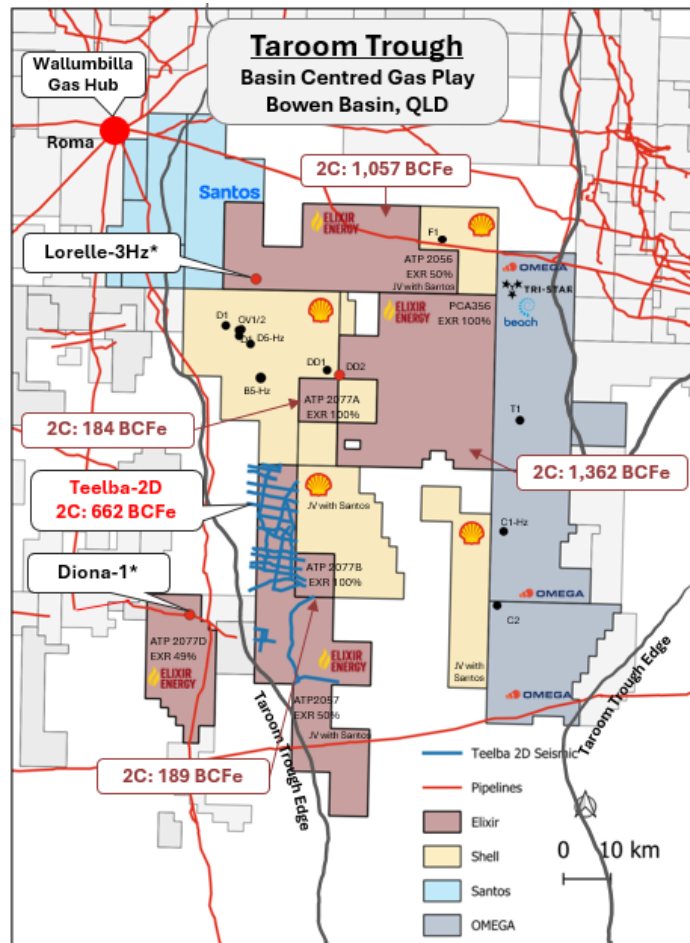 Taroom Trough
Basin Centred Gas Play
Bowen Basin, QLD
Wallumbilla
Gas Hub
Roma
Santos
2C: 1,057 BCFe
ELIXIR
ENERGY
F1
ATP 2056
EXR 50%
JV with Santos
Lorelle-3Hz*
OMEGA
TRI-STAR
beach
ELIXIR
ENERGY
PCA356
EXR 100%
D1
OV1/2
D5-Hz
DD1
DD2
B5-Hz
ATP 2077A
EXR 100%
T1
2C: 184 BCFe
2C: 1,362 BCFe
Teelba-2D
2C: 662 BCFe
JV with Santos
C1-Hz
Diona-1*
ATP 2077B
EXR 100%
OMEGA
C2
ATP 2077D
EXR 49%
ELIXIR
ENERGY
ELIXIR
ENERGY
JV with
Santos
OMEGA
Taroom Trough Edge
ATP2057
EXR 50%
JV with Santos
Taroom Trough Edge
2C: 189 BCFe
Teelba 2D Seismic
Pipelines
Elixir
Shell
Santos
OMEGA
0 10 km